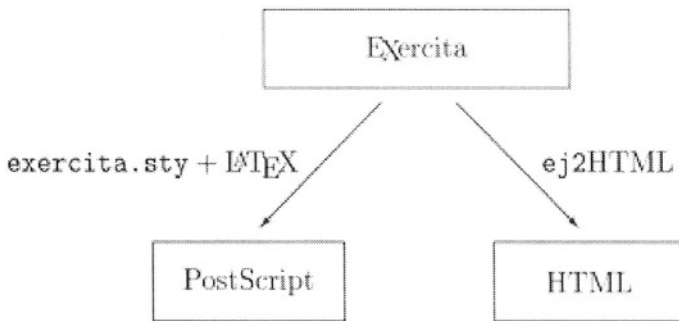 EXercita
exercita.sty + LATEX
ej2HTML
PostScript
HTML